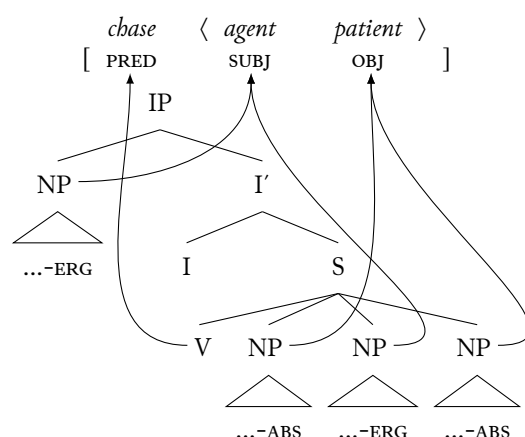 chase ⟨ agent patient ⟩
[ PRED SUBJ OBJ ]
IP
NP I′
...-ERG I S
V NP NP NP
...-ABS ...-ERG ...-ABS